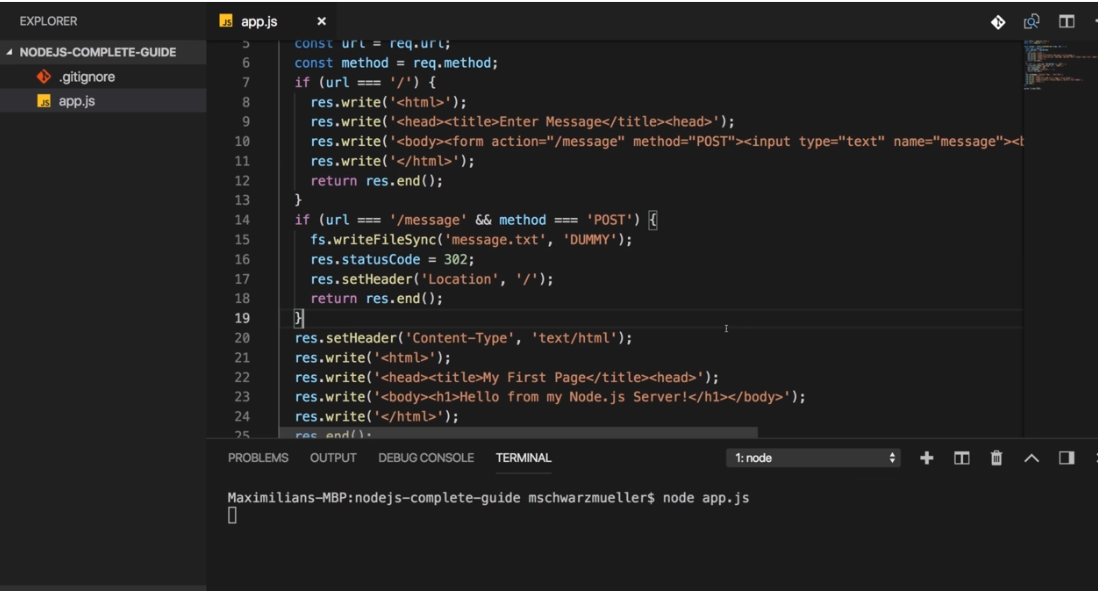 EXPLORER
NODEJS-COMPLETE-GUIDE
.gitignore
JS app.js
JS app.js
5 const url = req.url;
6 const method = req.method;
7 if (url === '/') {
8 res.write('<html>');
9 res.write('<head><title>Enter Message</title><head>');
10 res.write('<body><form action="/message" method="POST"><input type="text" name="message"><b
11 res.write('</html>');
12 return res.end();
13 }
14 if (url === '/message' && method === 'POST') {
15 fs.writeFileSync('message.txt', 'DUMMY');
16 res.statusCode = 302;
17 res.setHeader('Location', '/');
18 return res.end();
19 }
20 res.setHeader('Content-Type', 'text/html');
21 res.write('<html>');
22 res.write('<head><title>My First Page</title><head>');
23 res.write('<body><h1>Hello from my Node.js Server!</h1></body>');
24 res.write('</html>');
25 res.end();
PROBLEMS OUTPUT DEBUG CONSOLE TERMINAL 1: node
Maximilians-MBP:nodejs-complete-guide mschwarzmueller$ node app.js